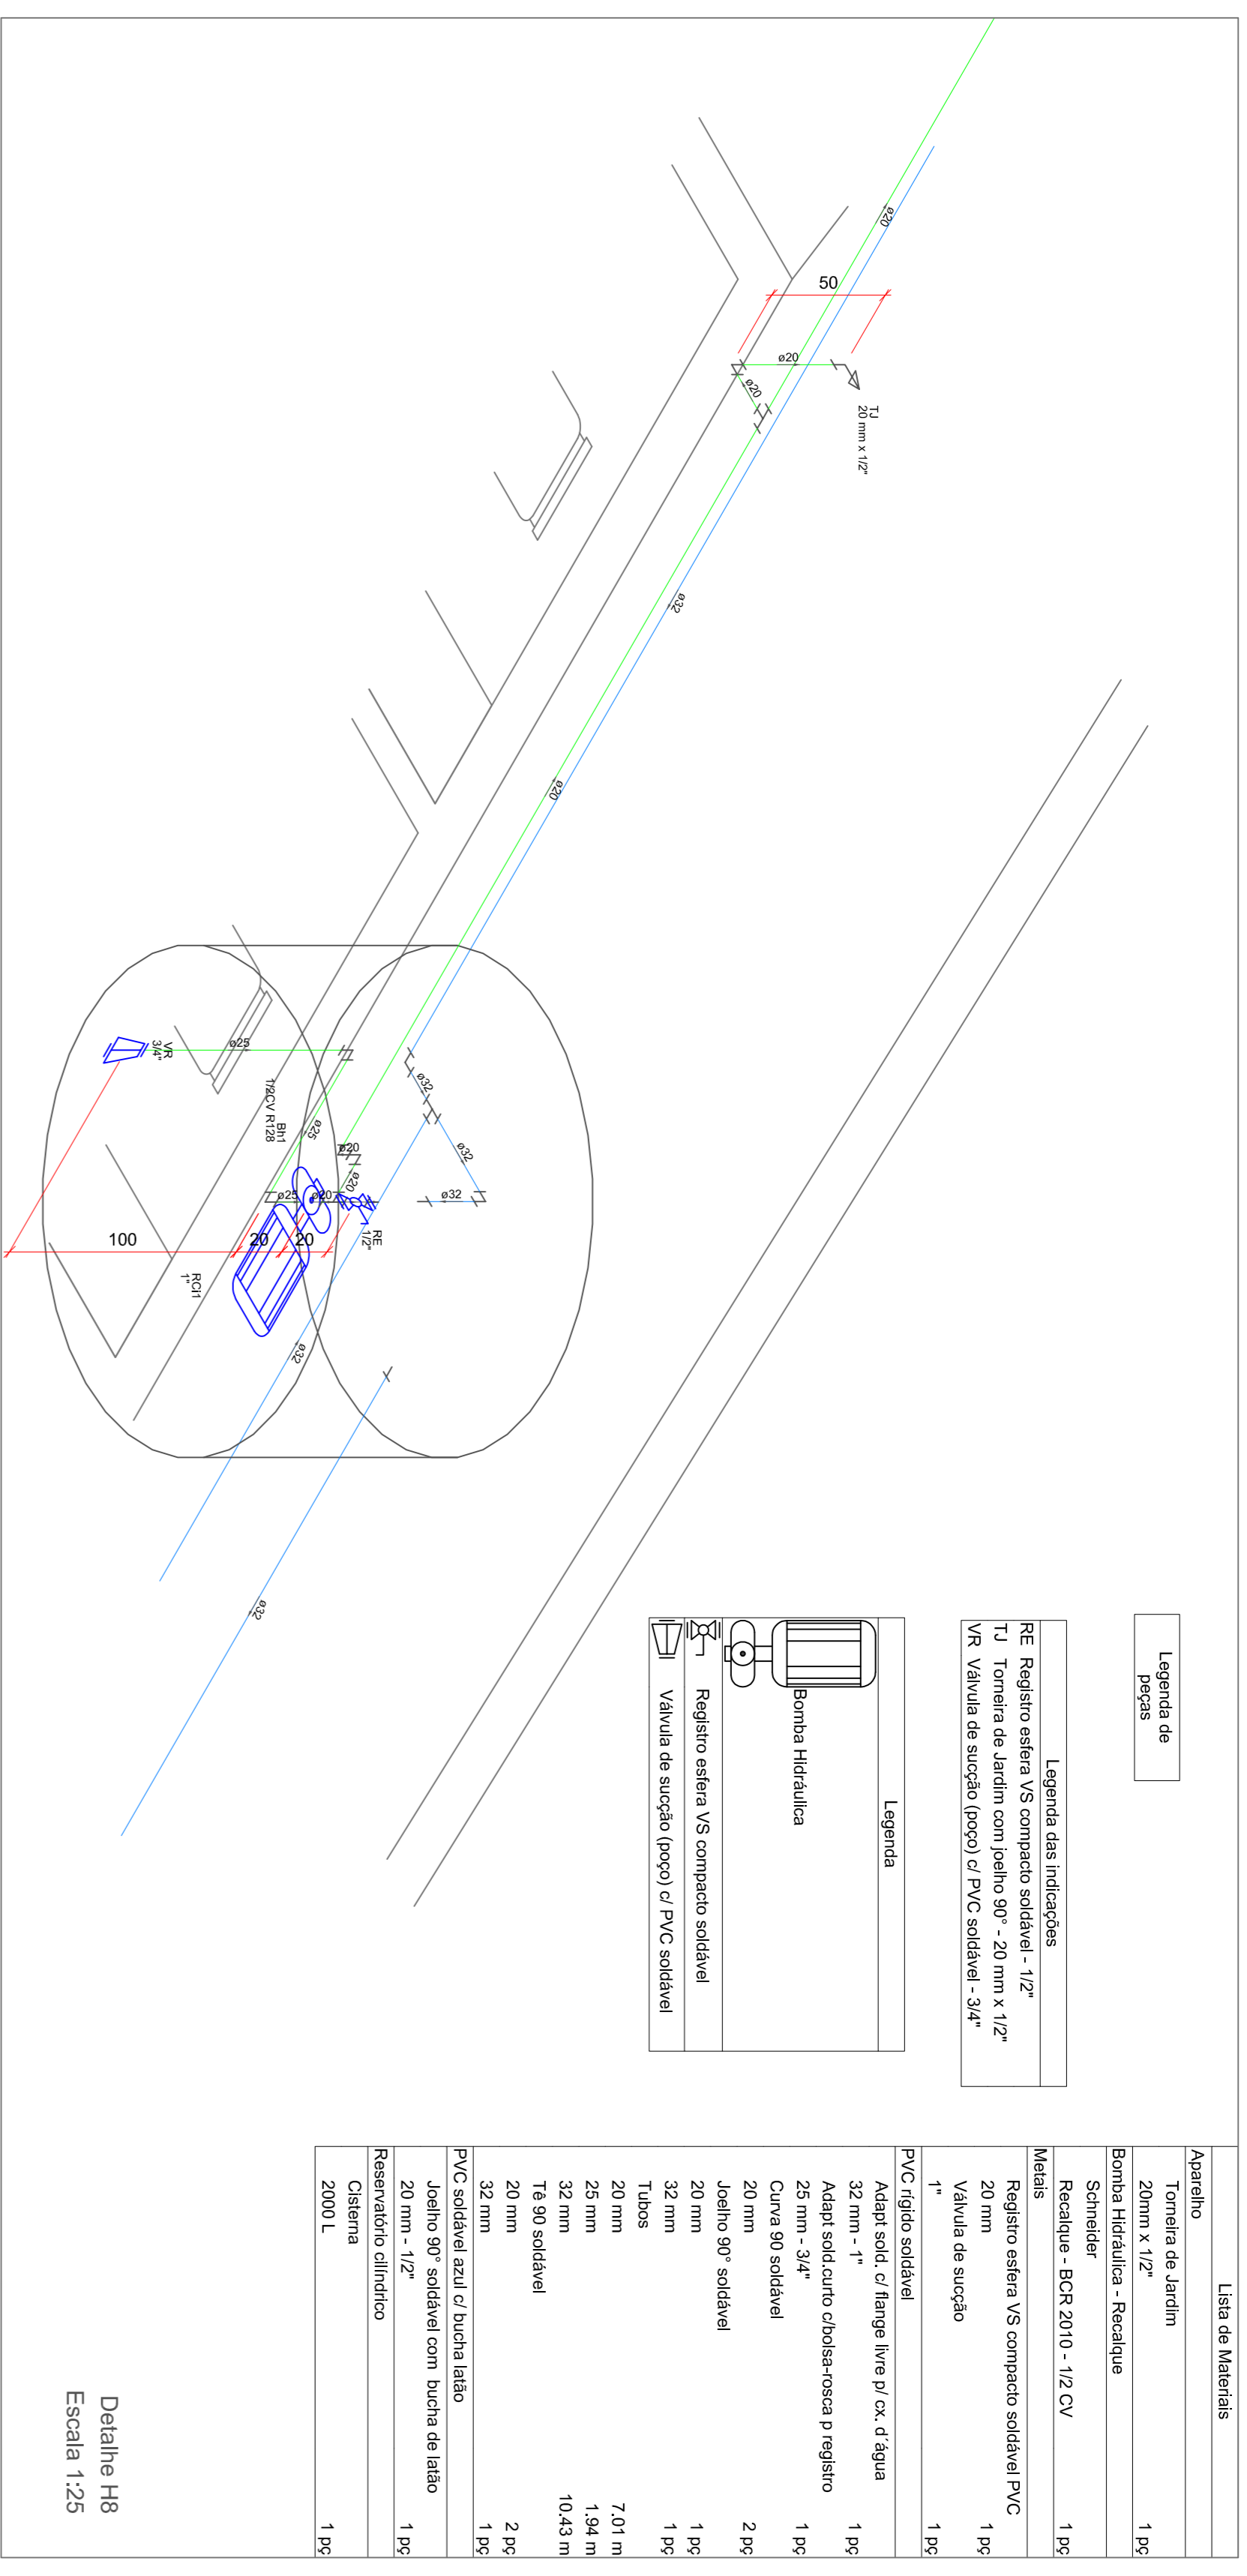 Lista de Materiais
Aparelho
Torneira de Jardim
20mm x 1/2" 1 pç
Bomba Hidráulica - Recalque
Schneider
Recalque - BCR 2010 - 1/2 CV 1 pç
Metais
Registro esfera VS compacto soldável PVC
20 mm 1 pç
Válvula de sucção
1" 1 pç
PVC rígido soldável
Adapt sold. c/ flange livre p/ cx. d´água
32 mm - 1" 1 pç
Adapt sold.curto c/bolsa-rosca p registro
25 mm - 3/4" 1 pç
Curva 90 soldável
20 mm 2 pç
Joelho 90° soldável
20 mm 1 pç
32 mm 1 pç
Tubos
20 mm 7.01 m
25 mm 1.94 m
32 mm 10.43 m
Tê 90 soldável
20 mm 2 pç
32 mm 1 pç
PVC soldável azul c/ bucha latão
Joelho 90° soldável com bucha de latão
20 mm - 1/2" 1 pç
Reservatório cilíndrico
Cisterna
2000 L 1 pç
Legenda de
peças
Legenda das indicações
RE Registro esfera VS compacto soldável - 1/2"
TJ Torneira de Jardim com joelho 90° - 20 mm x 1/2"
VR Válvula de sucção (poço) c/ PVC soldável - 3/4"
Legenda
Bomba Hidráulica
Registro esfera VS compacto soldável
Válvula de sucção (poço) c/ PVC soldável
ø20
50
ø20
ø20
TJ
20 mm x 1/2"
ø32
ø20
ø32
ø32
ø32
ø25
VR
3/4"
ø25
Bh1
1/2CV R128
ø20
ø20
ø25
ø20
RE
1/2"
100
20
20
RCi1
1"
ø32
ø32
Detalhe H8
Escala 1:25